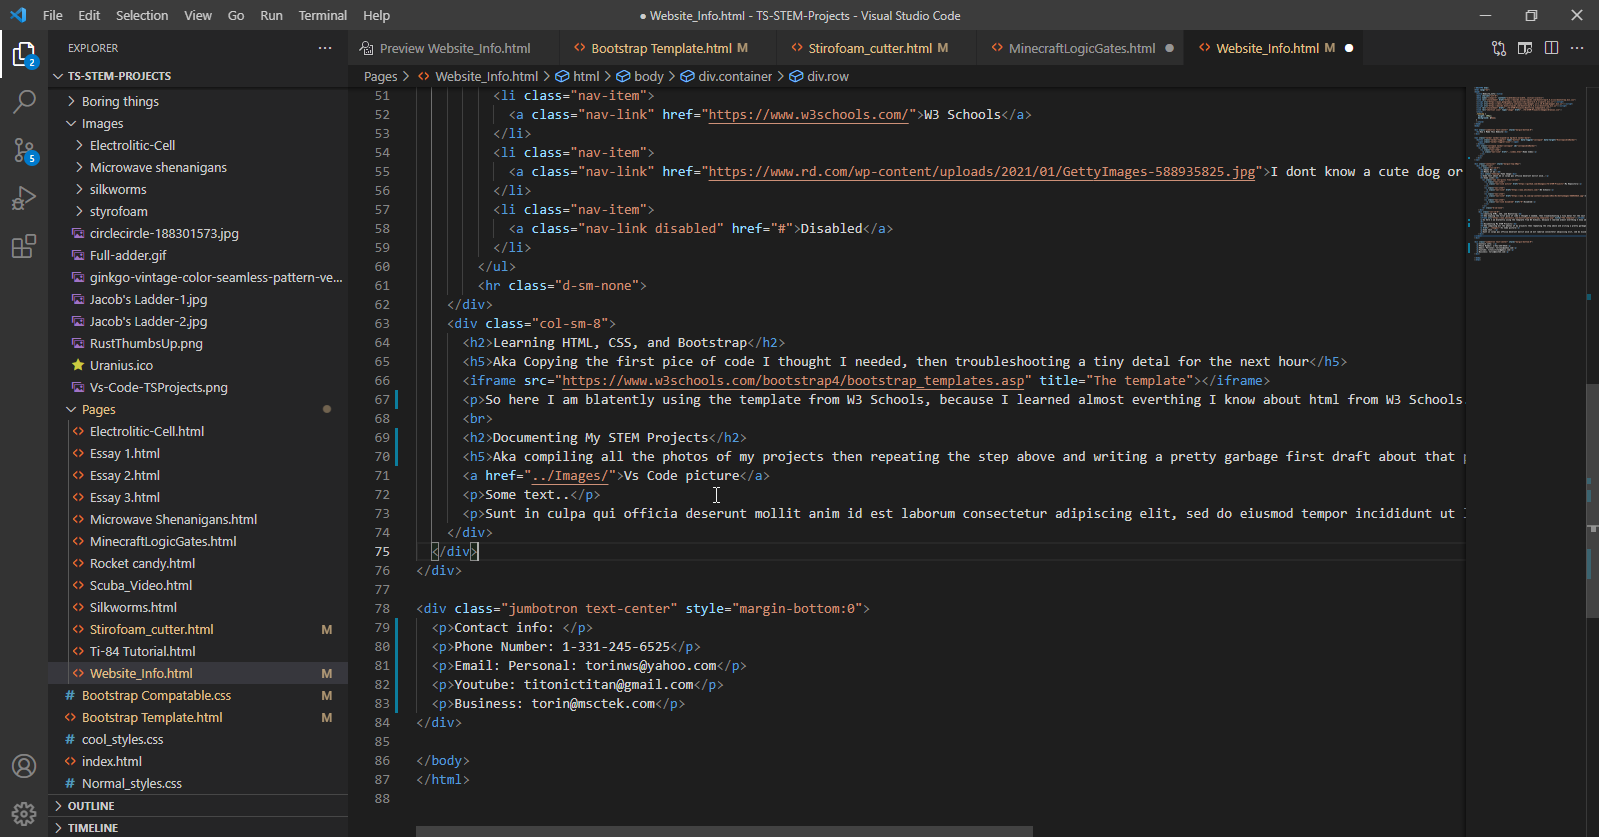 File Edit Selection View Go Run Terminal Help
● Website_Info.html - TS-STEM-Projects - Visual Studio Code
EXPLORER
Preview Website_Info.html
Bootstrap Template.html M
Stirofoam_cutter.html M
MinecraftLogicGates.html
Website_Info.html M
TS-STEM-PROJECTS
Pages > Website_Info.html > html > body > div.container > div.row
Boring things
Images
Electrolitic-Cell
Microwave shenanigans
silkworms
styrofoam
circlecircle-188301573.jpg
Full-adder.gif
ginkgo-vintage-color-seamless-pattern-ve...
Jacob's Ladder-1.jpg
Jacob's Ladder-2.jpg
RustThumbsUp.png
Uranius.ico
Vs-Code-TSProjects.png
Pages
Electrolitic-Cell.html
Essay 1.html
Essay 2.html
Essay 3.html
Microwave Shenanigans.html
MinecraftLogicGates.html
Rocket candy.html
Scuba_Video.html
Silkworms.html
Stirofoam_cutter.html M
Ti-84 Tutorial.html
Website_Info.html M
Bootstrap Compatable.css M
Bootstrap Template.html M
cool_styles.css
index.html
Normal_styles.css
OUTLINE
TIMELINE
2
5
51 <li class="nav-item">
52 <a class="nav-link" href="https://www.w3schools.com/">W3 Schools</a>
53 </li>
54 <li class="nav-item">
55 <a class="nav-link" href="https://www.rd.com/wp-content/uploads/2021/01/GettyImages-588935825.jpg">I dont know a cute dog or
56 </li>
57 <li class="nav-item">
58 <a class="nav-link disabled" href="#">Disabled</a>
59 </li>
60 </ul>
61 <hr class="d-sm-none">
62 </div>
63 <div class="col-sm-8">
64 <h2>Learning HTML, CSS, and Bootstrap</h2>
65 <h5>Aka Copying the first pice of code I thought I needed, then troubleshooting a tiny detal for the next hour</h5>
66 <iframe src="https://www.w3schools.com/bootstrap4/bootstrap_templates.asp" title="The template"></iframe>
67 <p>So here I am blatently using the template from W3 Schools, because I learned almost everthing I know about html from W3 Schools.
68 <br>
69 <h2>Documenting My STEM Projects</h2>
70 <h5>Aka compiling all the photos of my projects then repeating the step above and writing a pretty garbage first draft about that
71 <a href="../Images/">Vs Code picture</a>
72 <p>Some text..</p>
73 <p>Sunt in culpa qui officia deserunt mollit anim id est laborum consectetur adipiscing elit, sed do eiusmod tempor incididunt ut
74 </div>
75 </div>
76 </div>
77
78 <div class="jumbotron text-center" style="margin-bottom:0">
79 <p>Contact info: </p>
80 <p>Phone Number: 1-331-245-6525</p>
81 <p>Email: Personal: torinws@yahoo.com</p>
82 <p>Youtube: titonictitan@gmail.com</p>
83 <p>Business: torin@msctek.com</p>
84 </div>
85
86 </body>
87 </html>
88